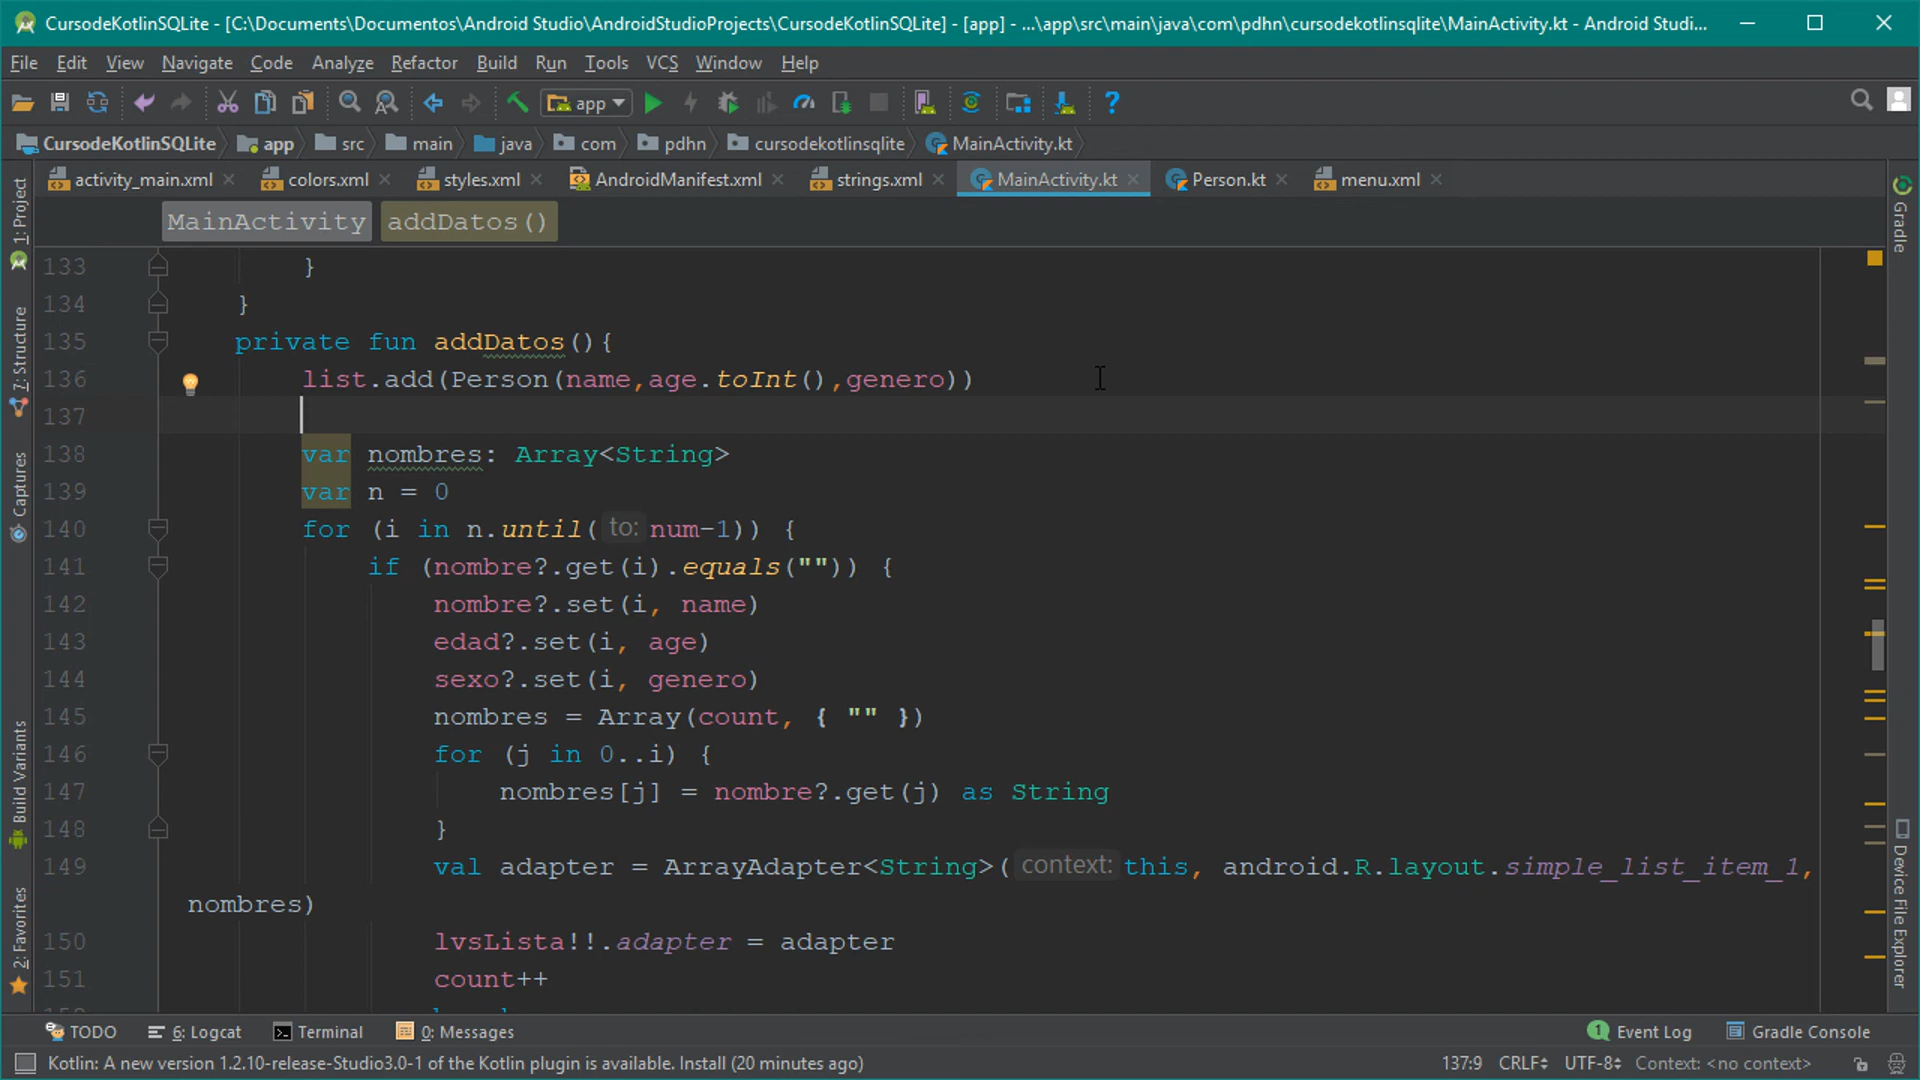 CursodeKotlinSQLite - [C:\Documents\Documentos\Android Studio\AndroidStudioProjects\CursodeKotlinSQLite] - [app] - ...\app\src\main\java\com\pdhn\cursodekotlinsqlite\MainActivity.kt - Android Studi...
File Edit View Navigate Code Analyze Refactor Build Run Tools VCS Window Help
app
CursodeKotlinSQLite app src main java com pdhn cursodekotlinsqlite MainActivity.kt
activity_main.xml colors.xml styles.xml AndroidManifest.xml strings.xml MainActivity.kt Person.kt menu.xml
MainActivity addDatos()
133 }
134 }
135 private fun addDatos(){
136 list.add(Person(name,age.toInt(),genero))
137
138 var nombres: Array<String>
139 var n = 0
140 for (i in n.until( to: num-1)) {
141 if (nombre?.get(i).equals("")) {
142 nombre?.set(i, name)
143 edad?.set(i, age)
144 sexo?.set(i, genero)
145 nombres = Array(count, { "" })
146 for (j in 0..i) {
147 nombres[j] = nombre?.get(j) as String
148 }
149 val adapter = ArrayAdapter<String>( context: this, android.R.layout.simple_list_item_1,
nombres)
150 lvsLista!!.adapter = adapter
151 count++
1: Project
7: Structure
Captures
Build Variants
2: Favorites
Gradle
Device File Explorer
TODO 6: Logcat Terminal 0: Messages 1 Event Log Gradle Console
Kotlin: A new version 1.2.10-release-Studio3.0-1 of the Kotlin plugin is available. Install (20 minutes ago) 137:9 CRLF UTF-8 Context: <no context>